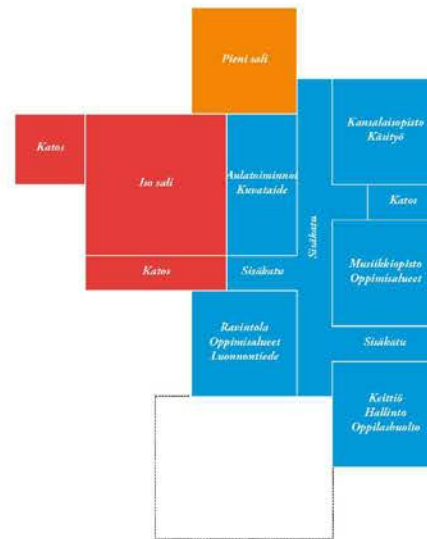 Pieni sali
Kansalaisopisto
Käsityö
Katos
Iso sali
Aulatoiminnot
Kuvataide
Sisäkatu
Katos
Musiikkiopisto
Oppimisalueet
Katos
Sisäkatu
Ravintola
Oppimisalueet
Luonnontiede
Sisäkatu
Keittiö
Hallinto
Oppilashuolto